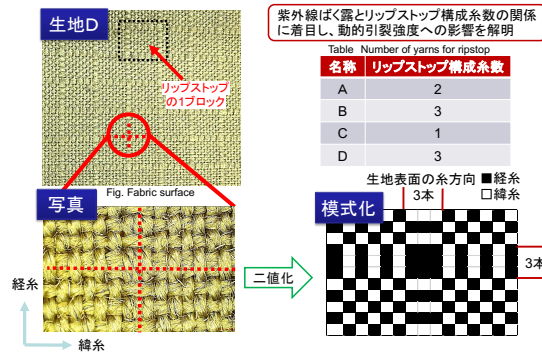 生地D
リップストップ
の1ブロック
Fig. Fabric surface
写真
経糸
緯糸
二値化
紫外線ばく露とリップストップ構成糸数の関係
に着目し、動的引裂強度への影響を解明
Table Number of yarns for ripstop
名称 リップストップ構成糸数
A 2
B 3
C 1
D 3
生地表面の糸方向 ■経糸
□緯糸
3本
模式化
3本